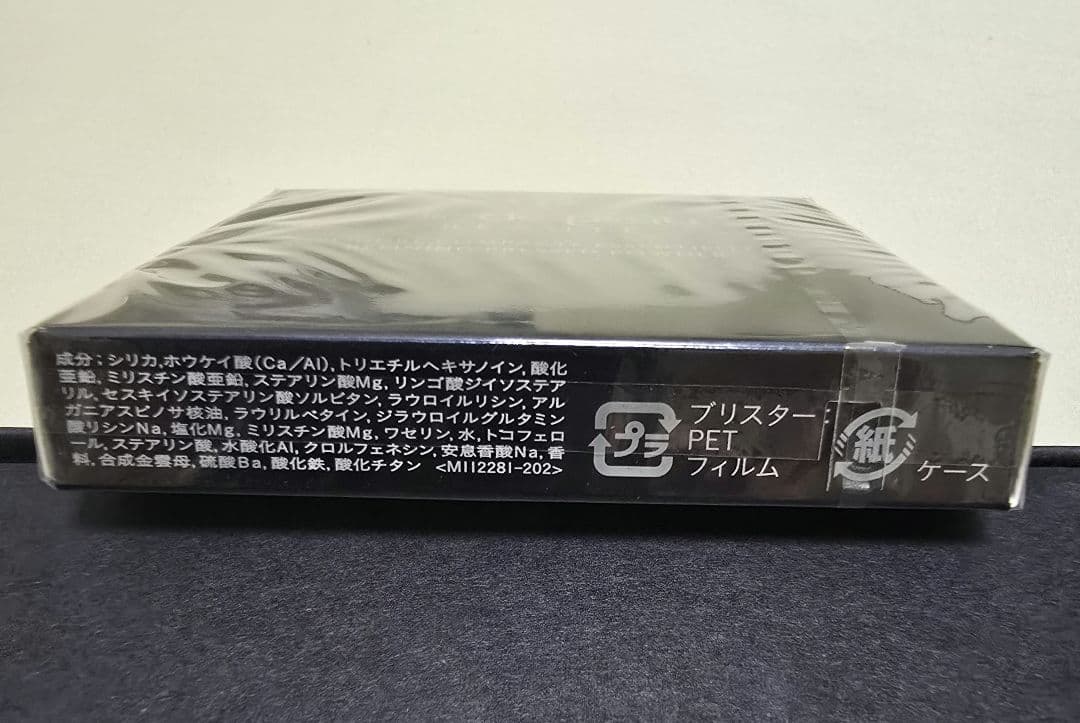 成分：シリカ,ホウケイ酸(Ca／Al),トリエチルヘキサノイン,酸化
亜鉛,ミリスチン酸亜鉛,ステアリン酸Mg,リンゴ酸ジイソステア
リル,セスキイソステアリン酸ソルビタン,ラウロイルリシン,アル
ガニアスピノサ核油,ラウリルベタイン,ジラウロイルグルタミン
酸リシンNa,塩化Mg,ミリスチン酸Mg,ワセリン,水,トコフェロ
ール,ステアリン酸,水酸化Al,クロルフェネシン,安息香酸Na,香
料,合成金雲母,硫酸Ba,酸化鉄,酸化チタン <M112281-202>
プラ
ブリスター
PET
フィルム
紙
ケース